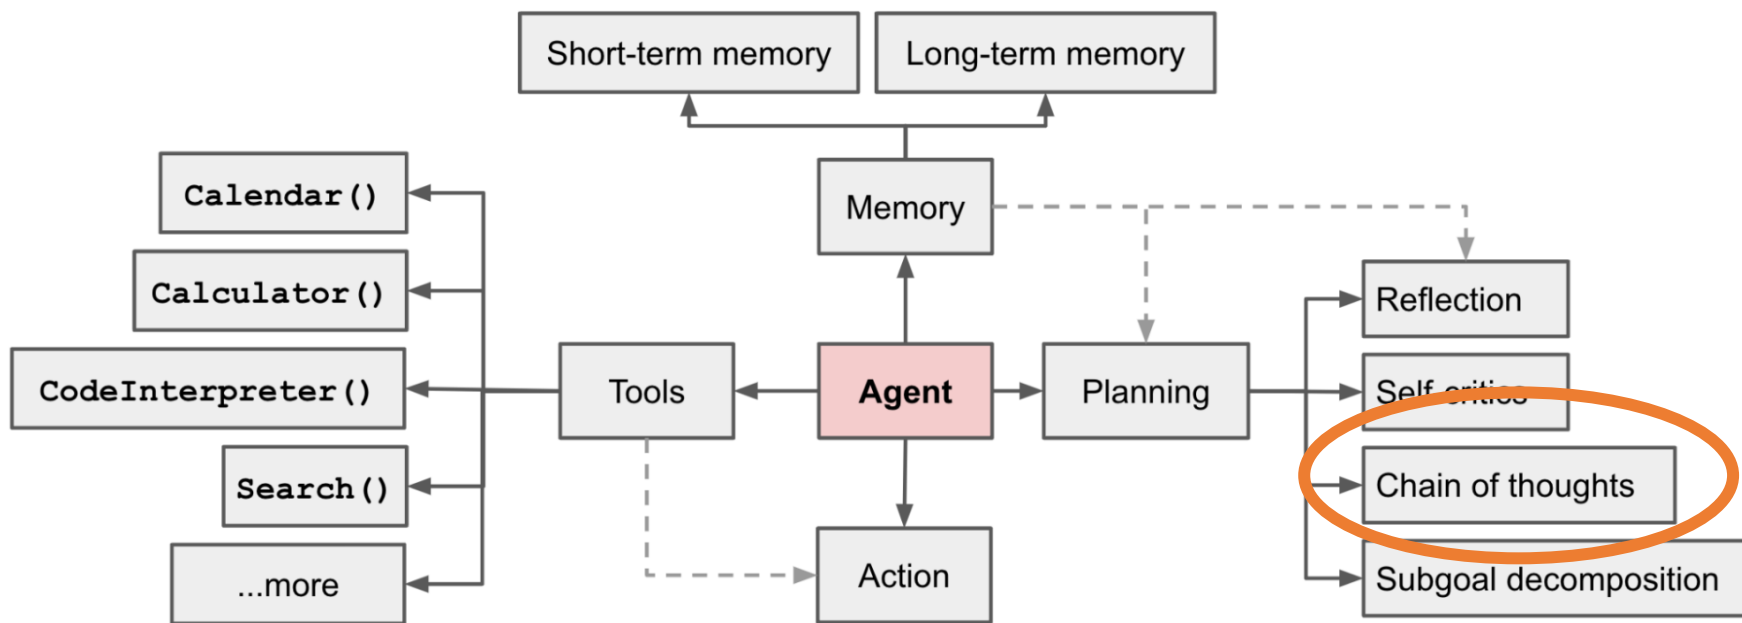 Short-term memory
Long-term memory
Calendar()
Memory
Calculator()
Reflection
CodeInterpreter()
Tools
Agent
Planning
Self-critics
Search()
Chain of thoughts
...more
Action
Subgoal decomposition